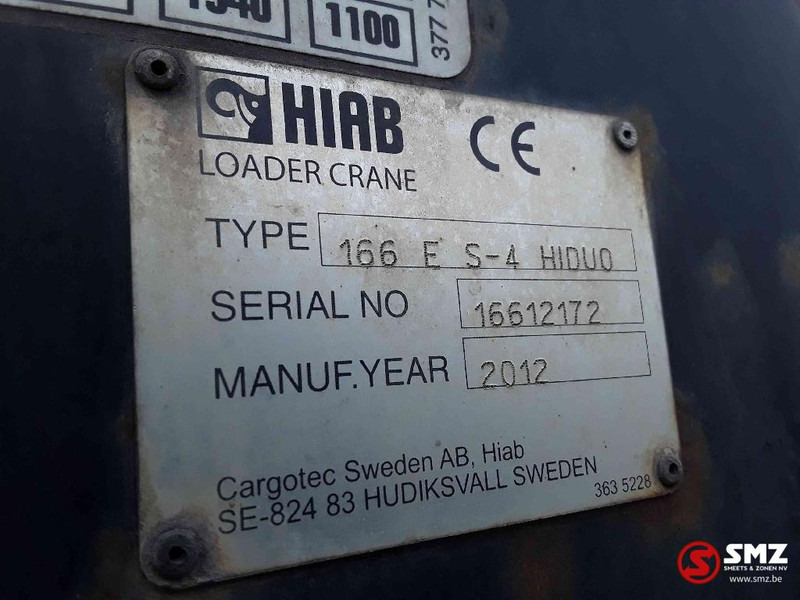 1100
377 7
HIAB CE
LOADER CRANE
TYPE 166 E S-4 HIDUO
SERIAL NO 16612172
MANUF.YEAR 2012
Cargotec Sweden AB, Hiab
SE-824 83 HUDIKSVALL SWEDEN
363 5228
SMZ
SMEETS & ZONEN NV
www.smz.be